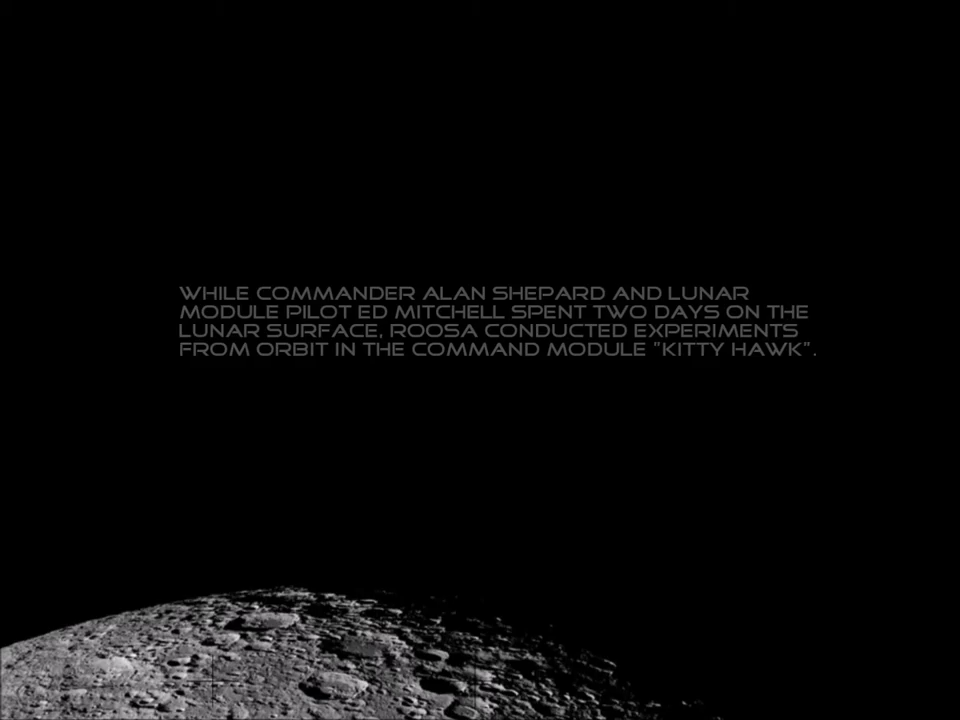 WHILE COMMANDER ALAN SHEPARD AND LUNAR
MODULE PILOT ED MITCHELL SPENT TWO DAYS ON THE
LUNAR SURFACE, ROOSA CONDUCTED EXPERIMENTS
FROM ORBIT IN THE COMMAND MODULE "KITTY HAWK".